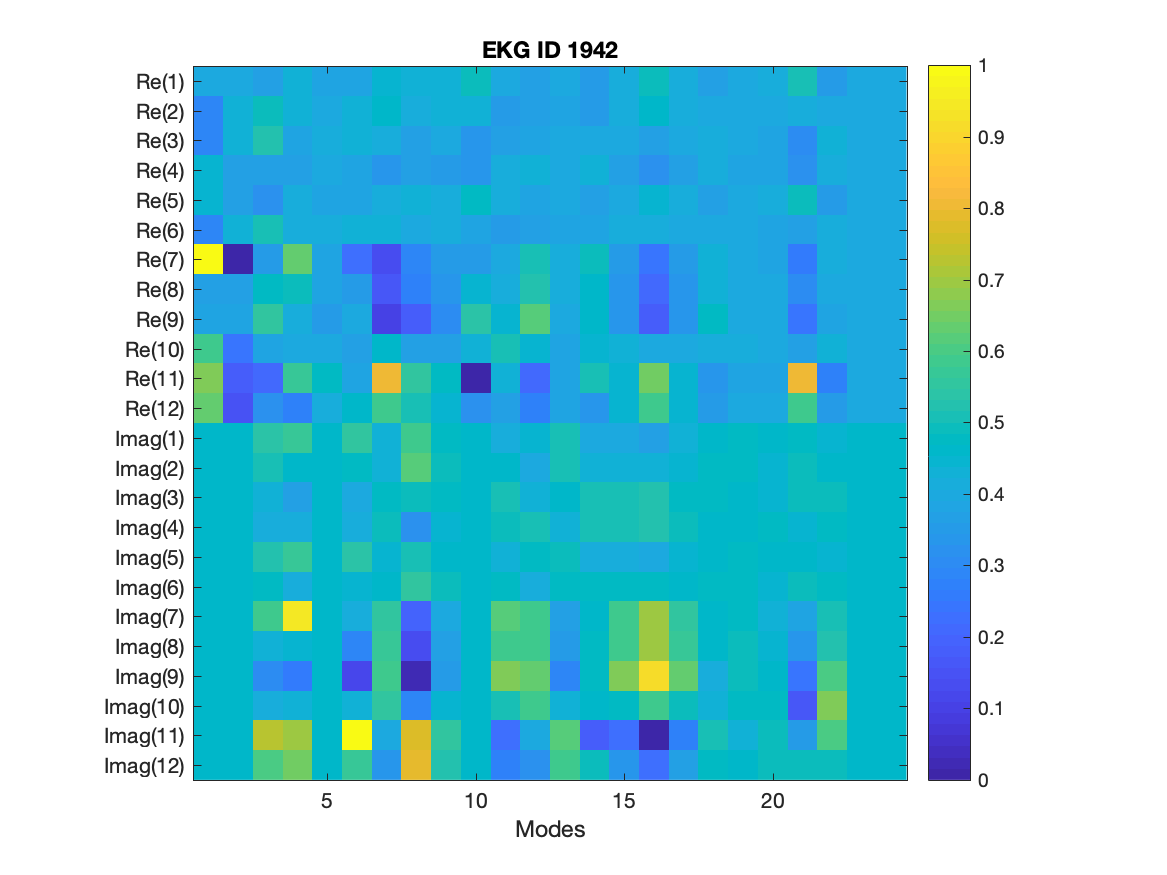 EKG ID 1942
Re(1)
Re(2)
Re(3)
Re(4)
Re(5)
Re(6)
Re(7)
Re(8)
Re(9)
Re(10)
Re(11)
Re(12)
Imag(1)
Imag(2)
Imag(3)
Imag(4)
Imag(5)
Imag(6)
Imag(7)
Imag(8)
Imag(9)
Imag(10)
Imag(11)
Imag(12)
5 10 15 20
Modes
1
0.9
0.8
0.7
0.6
0.5
0.4
0.3
0.2
0.1
0